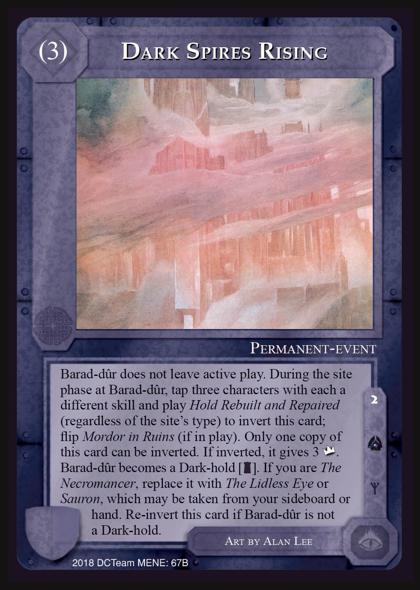 (3)
DARK SPIRES RISING
PERMANENT-EVENT
Barad-dûr does not leave active play. During the site
phase at Barad-dûr, tap three characters with each a
different skill and play Hold Rebuilt and Repaired
(regardless of the site's type) to invert this card;
flip Mordor in Ruins (if in play). Only one copy of
this card can be inverted. If inverted, it gives 3 .
Barad-dûr becomes a Dark-hold []. If you are The
Necromancer, replace it with The Lidless Eye or
Sauron, which may be taken from your sideboard or
hand. Re-invert this card if Barad-dûr is not
a Dark-hold.
2
ART BY ALAN LEE
2018 DCTeam MENE: 67B